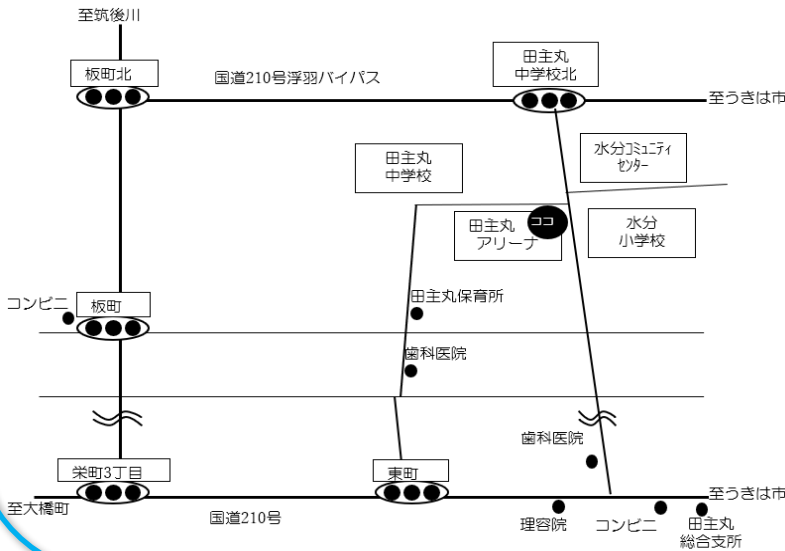 至筑後川
板町北
国道210号浮羽バイパス
田主丸
中学校北
至うきは市
田主丸
中学校
水分コミュニティ
センター
田主丸
アリーナ
ココ
水分
小学校
田主丸保育所
コンビニ
板町
歯科医院
歯科医院
栄町3丁目
東町
至大橋町
国道210号
理容院
コンビニ
至うきは市
田主丸
総合支所